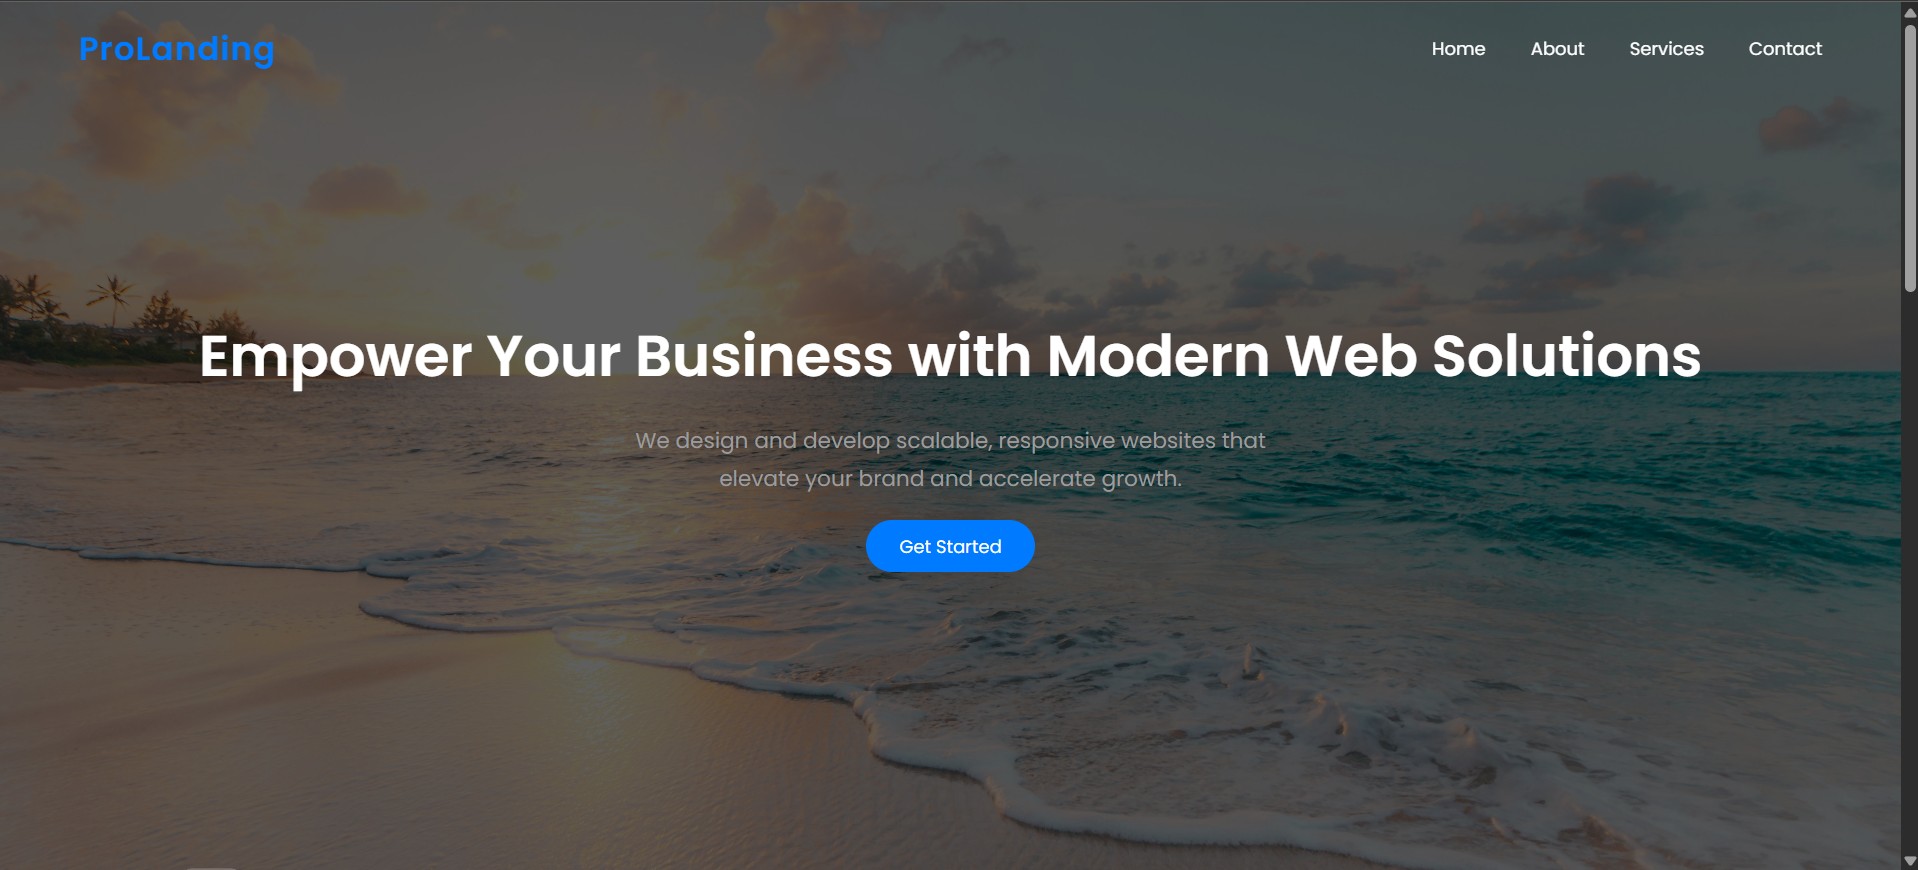 ProLanding
Home About Services Contact
Empower Your Business with Modern Web Solutions
We design and develop scalable, responsive websites that
elevate your brand and accelerate growth.
Get Started